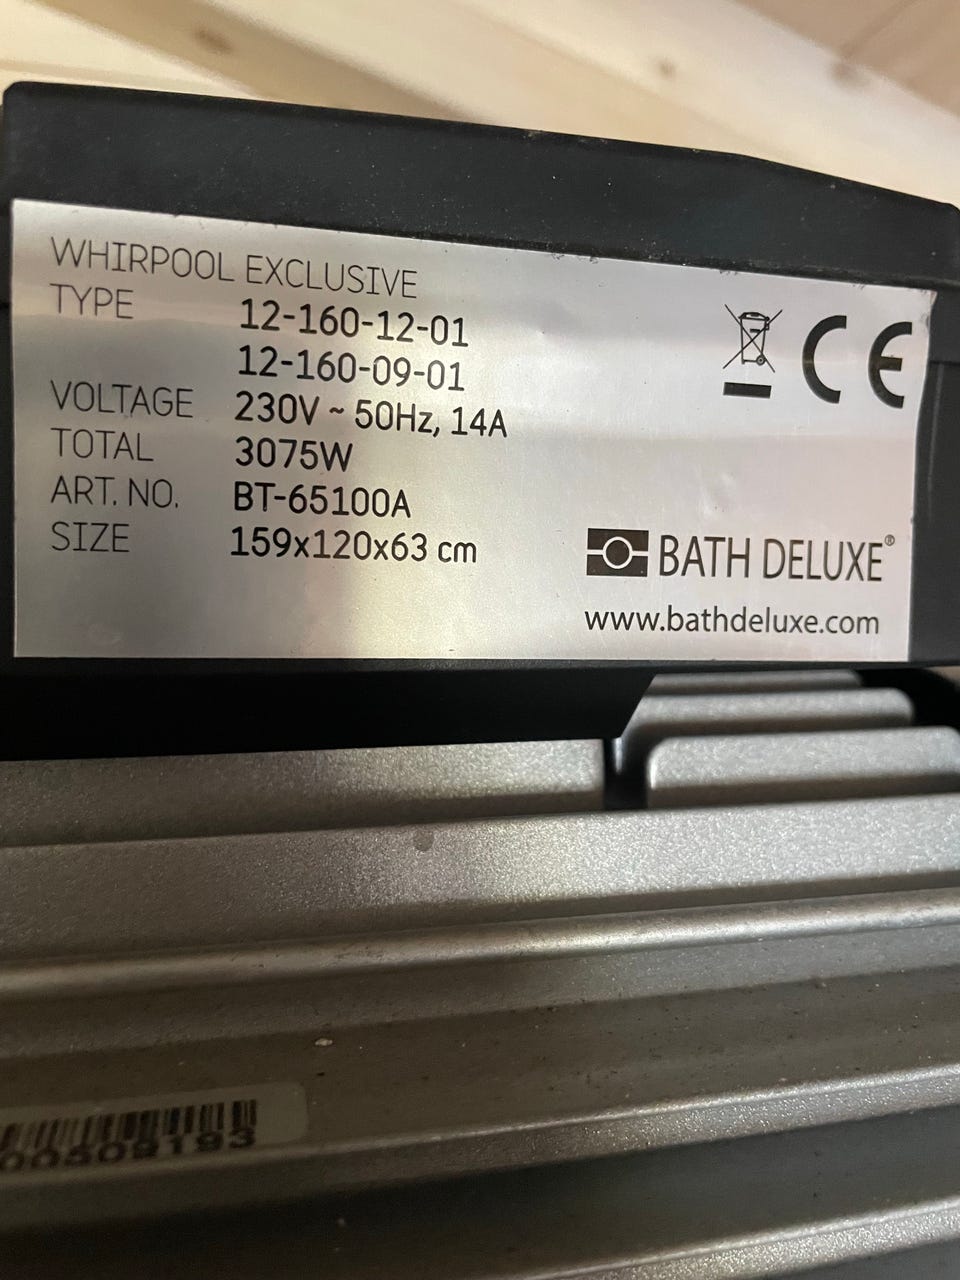 WHIRPOOL EXCLUSIVE
TYPE 12-160-12-01
12-160-09-01
VOLTAGE 230V ~ 50Hz, 14A
TOTAL 3075W
ART. NO. BT-65100A
SIZE 159x120x63 cm
CE
BATH DELUXE®
www.bathdeluxe.com